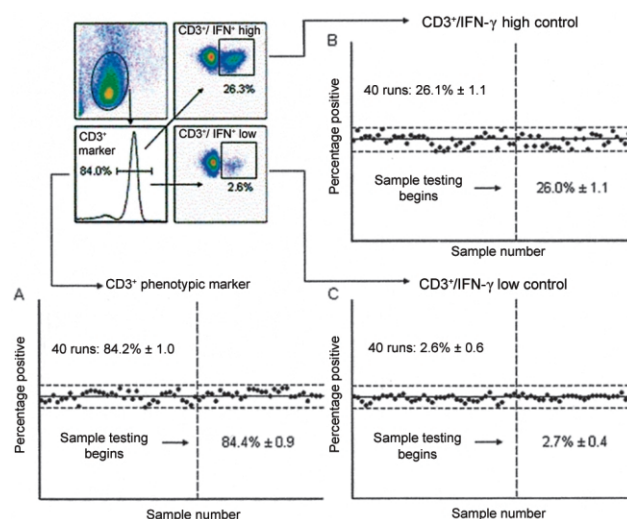 CD3⁺/ IFN⁺ high
26.3%
CD3⁺
marker
84.0%
CD3⁺/ IFN⁺ low
2.6%
CD3⁺/IFN-γ high control
B
Percentage positive
40 runs: 26.1% ± 1.1
Sample testing
begins
26.0% ± 1.1
Sample number
CD3⁺ phenotypic marker
A
Percentage positive
40 runs: 84.2% ± 1.0
Sample testing
begins
84.4% ± 0.9
Sample number
CD3⁺/IFN-γ low control
C
Percentage positive
40 runs: 2.6% ± 0.6
Sample testing
begins
2.7% ± 0.4
Sample number